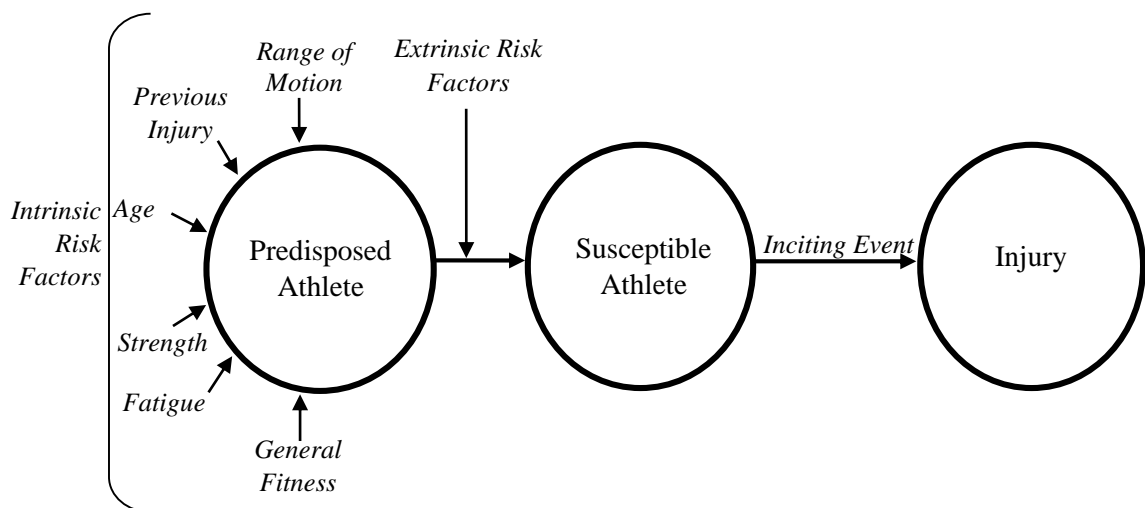 Range of
Motion
Extrinsic Risk
Factors
Previous
Injury
Intrinsic
Risk
Factors
Age
Predisposed
Athlete
Susceptible
Athlete
Inciting Event
Injury
Strength
Fatigue
General
Fitness